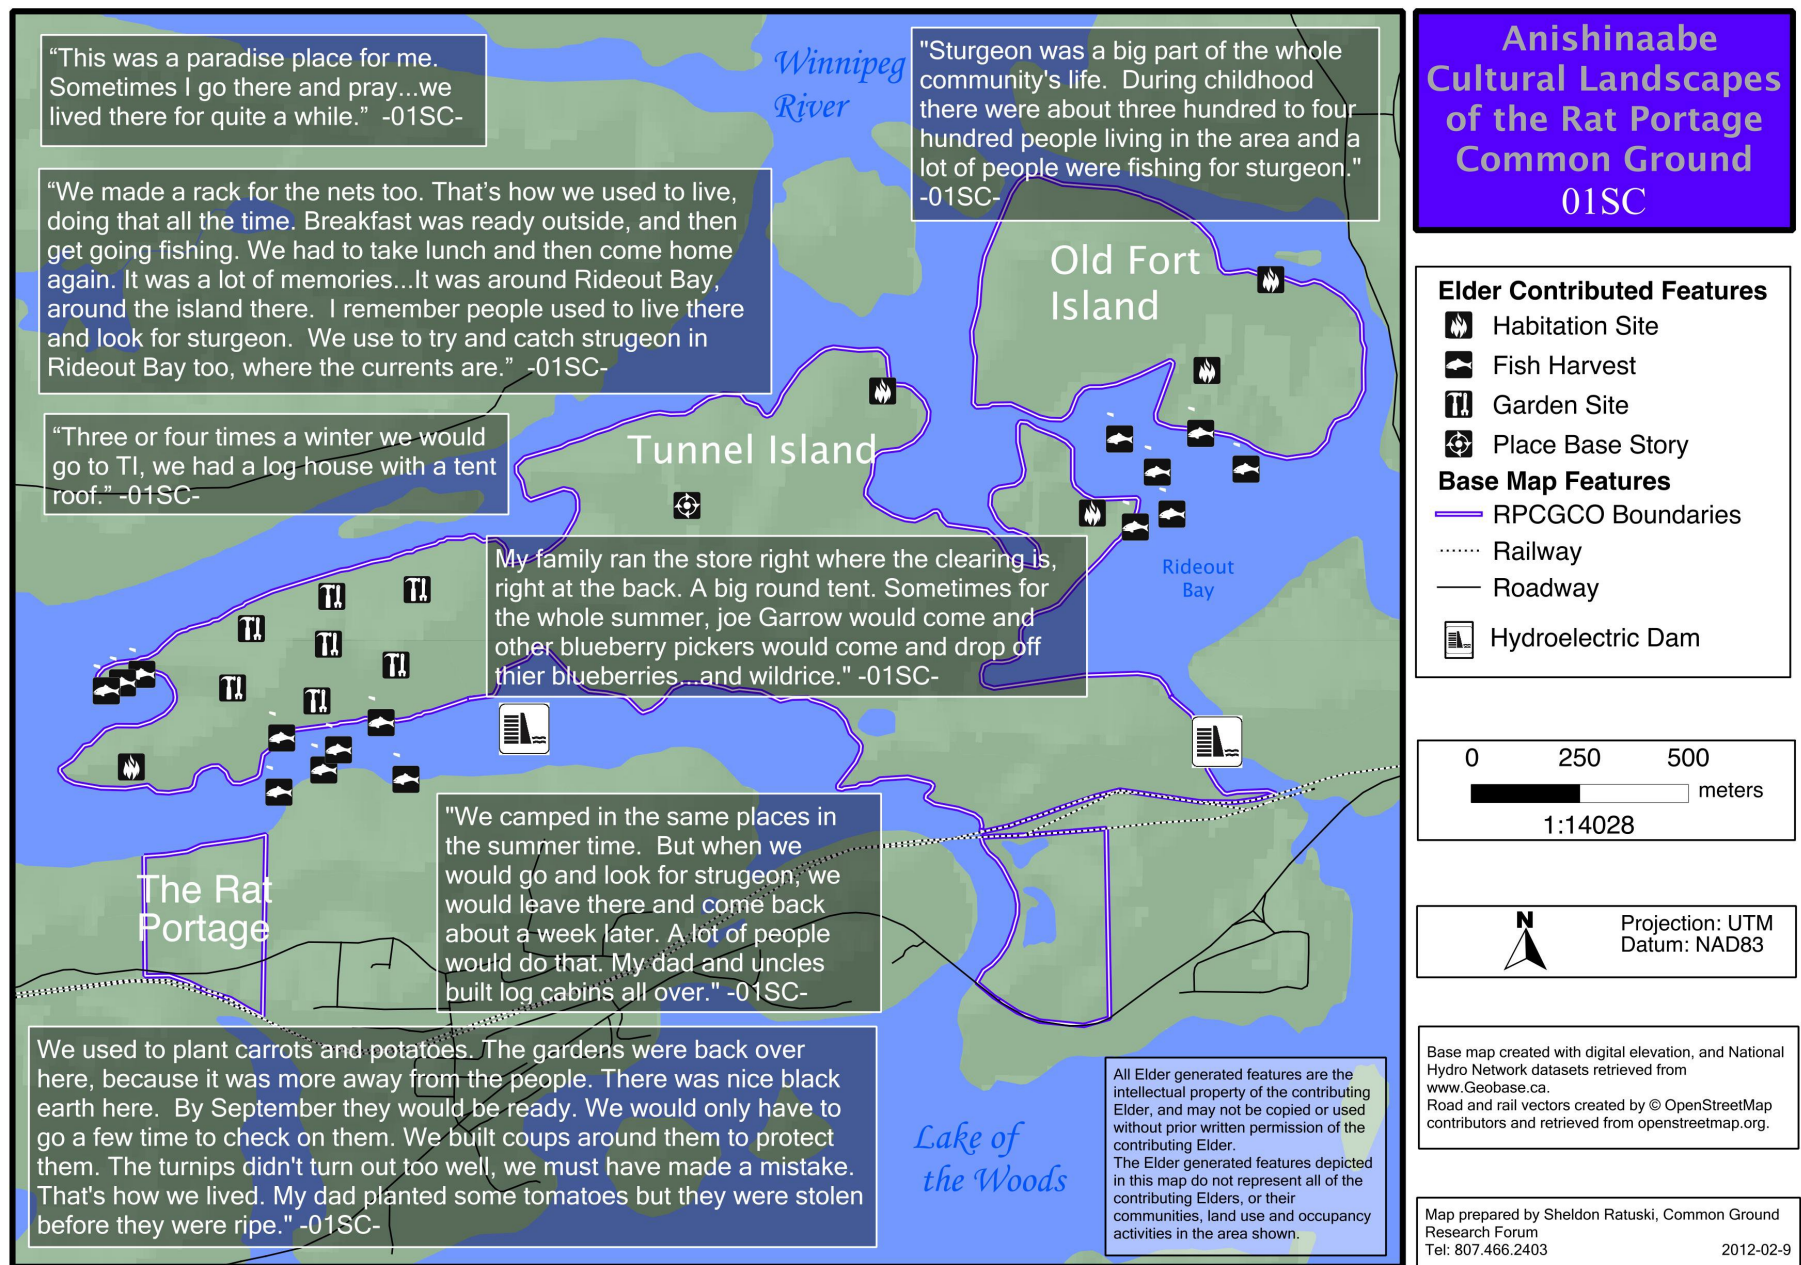 “This was a paradise place for me.
Sometimes I go there and pray...we
lived there for quite a while.”  -01SC-
Winnipeg
River
"Sturgeon was a big part of the whole
community's life.  During childhood
there were about three hundred to four
hundred people living in the area and a
lot of people were fishing for sturgeon."
-01SC-
“We made a rack for the nets too. That’s how we used to live,
doing that all the time. Breakfast was ready outside, and then
get going fishing. We had to take lunch and then come home
again. It was a lot of memories...It was around Rideout Bay,
around the island there.  I remember people used to live there
and look for sturgeon.  We use to try and catch strugeon in
Rideout Bay too, where the currents are.”  -01SC-
Old Fort
Island
“Three or four times a winter we would
go to TI, we had a log house with a tent
roof.” -01SC-
Tunnel Island
My family ran the store right where the clearing is,
right at the back. A big round tent. Sometimes for
the whole summer, joe Garrow would come and
other blueberry pickers would come and drop off
thier blueberries...and wildrice." -01SC-
Rideout
Bay
"We camped in the same places in
the summer time.  But when we
would go and look for strugeon, we
would leave there and come back
about a week later. A lot of people
would do that. My dad and uncles
built log cabins all over." -01SC-
The Rat
Portage
We used to plant carrots and potatoes. The gardens were back over
here, because it was more away from the people. There was nice black
earth here.  By September they would be ready. We would only have to
go a few time to check on them. We built coups around them to protect
them. The turnips didn't turn out too well, we must have made a mistake.
That's how we lived. My dad planted some tomatoes but they were stolen
before they were ripe." -01SC-
Lake of
the Woods
All Elder generated features are the
intellectual property of the contributing
Elder, and may not be copied or used
without prior written permission of the
contributing Elder.
The Elder generated features depicted
in this map do not represent all of the
contributing Elders, or their
communities, land use and occupancy
activities in the area shown.
Anishinaabe
Cultural Landscapes
of the Rat Portage
Common Ground
01SC
Elder Contributed Features
Habitation Site
Fish Harvest
Garden Site
Place Base Story
Base Map Features
RPCGCO Boundaries
Railway
Roadway
Hydroelectric Dam
0 250 500
meters
1:14028
N
Projection: UTM
Datum: NAD83
Base map created with digital elevation, and National
Hydro Network datasets retrieved from
www.Geobase.ca.
Road and rail vectors created by © OpenStreetMap
contributors and retrieved from openstreetmap.org.
Map prepared by Sheldon Ratuski, Common Ground
Research Forum
Tel: 807.466.2403 2012-02-9